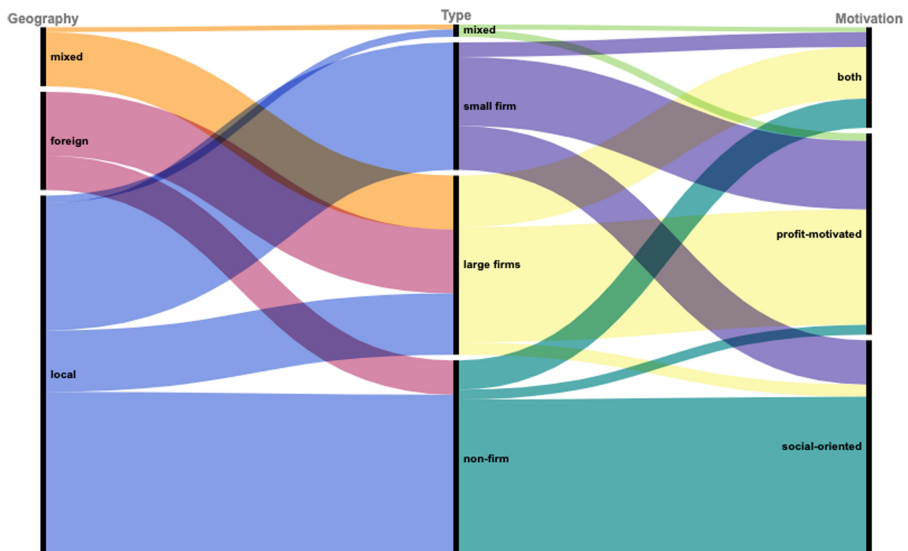 Geography
Type
Motivation
mixed
foreign
local
mixed
small firm
large firms
non-firm
both
profit-motivated
social-oriented